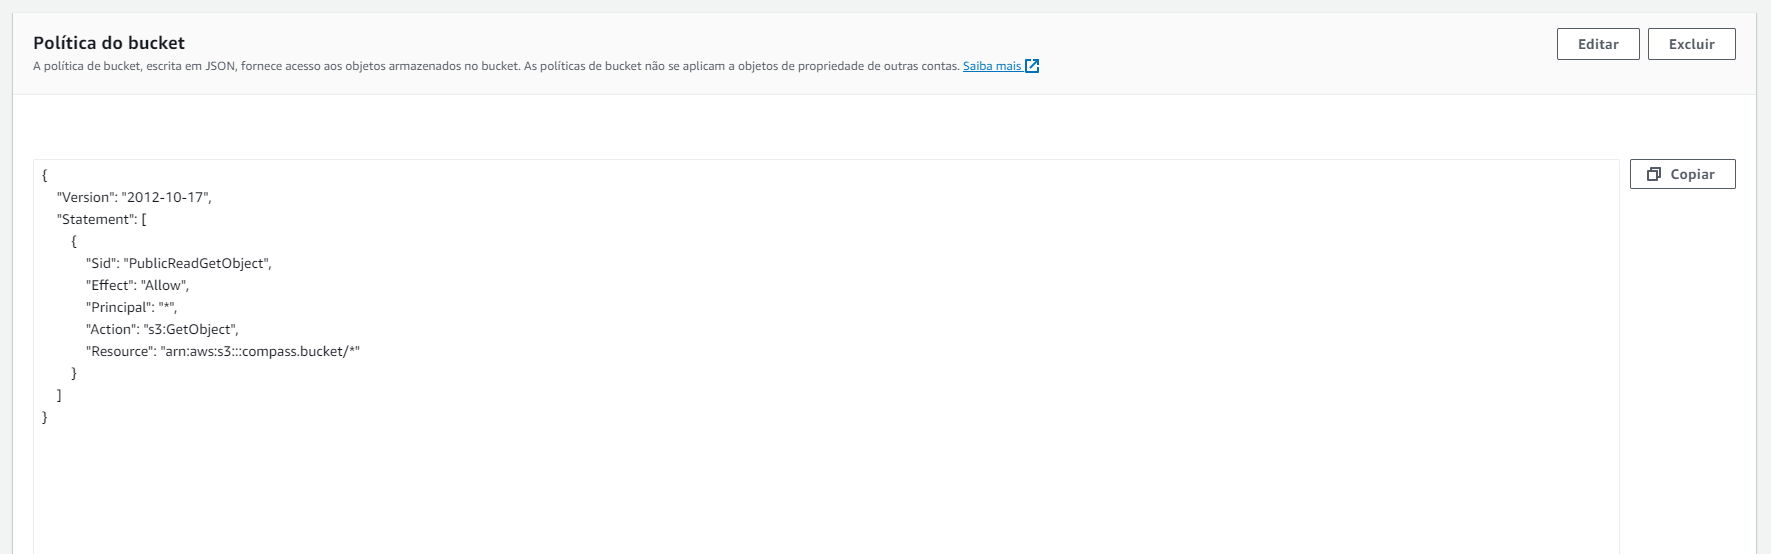 Política do bucket
Editar
Excluir
A política de bucket, escrita em JSON, fornece acesso aos objetos armazenados no bucket. As políticas de bucket não se aplicam a objetos de propriedade de outras contas. Saiba mais
Copiar
{
    "Version": "2012-10-17",
    "Statement": [
        {
            "Sid": "PublicReadGetObject",
            "Effect": "Allow",
            "Principal": "*",
            "Action": "s3:GetObject",
            "Resource": "arn:aws:s3:::compass.bucket/*"
        }
    ]
}